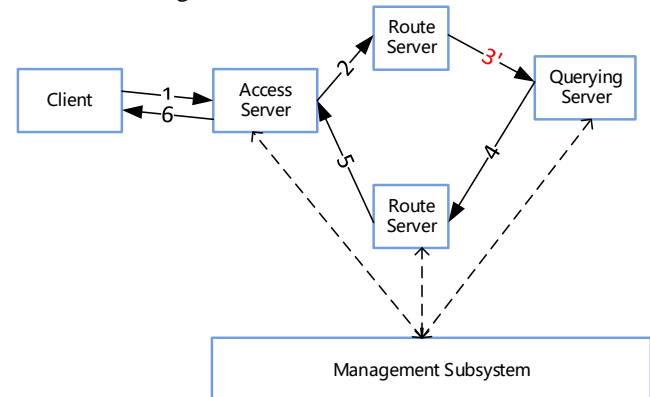 Route
Server
3'
2
Querying
Server
Client
1
6
Access
Server
4
5
Route
Server
Management Subsystem